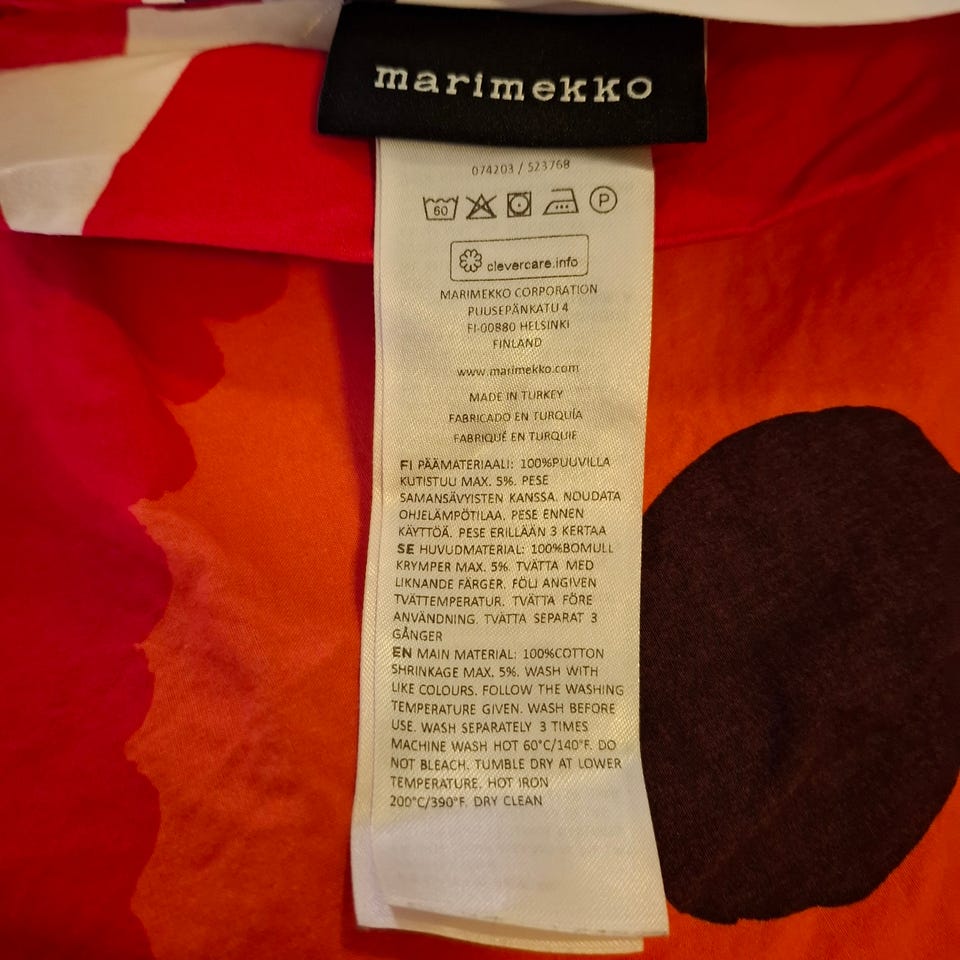 marimekko
074203 / 523768
60 P
clevercare.info
MARIMEKKO CORPORATION
PUUSEPÄNKATU 4
FI-00880 HELSINKI
FINLAND
www.marimekko.com
MADE IN TURKEY
FABRICADO EN TURQUÍA
FABRIQUÉ EN TURQUIE
FI PÄÄMATERIAALI: 100%PUUVILLA
KUTISTUU MAX. 5%. PESE
SAMANSÄVYISTEN KANSSA. NOUDATA
OHJELÄMPÖTILAA. PESE ENNEN
KÄYTTÖÄ. PESE ERILLÄÄN 3 KERTAA
SE HUVUDMATERIAL: 100%BOMULL
KRYMPER MAX. 5%. TVÄTTA MED
LIKNANDE FÄRGER. FÖLJ ANGIVEN
TVÄTTEMPERATUR. TVÄTTA FÖRE
ANVÄNDNING. TVÄTTA SEPARAT 3
GÅNGER
EN MAIN MATERIAL: 100%COTTON
SHRINKAGE MAX. 5%. WASH WITH
LIKE COLOURS. FOLLOW THE WASHING
TEMPERATURE GIVEN. WASH BEFORE
USE. WASH SEPARATELY 3 TIMES
MACHINE WASH HOT 60°C/140°F. DO
NOT BLEACH. TUMBLE DRY AT LOWER
TEMPERATURE. HOT IRON
200°C/390°F. DRY CLEAN